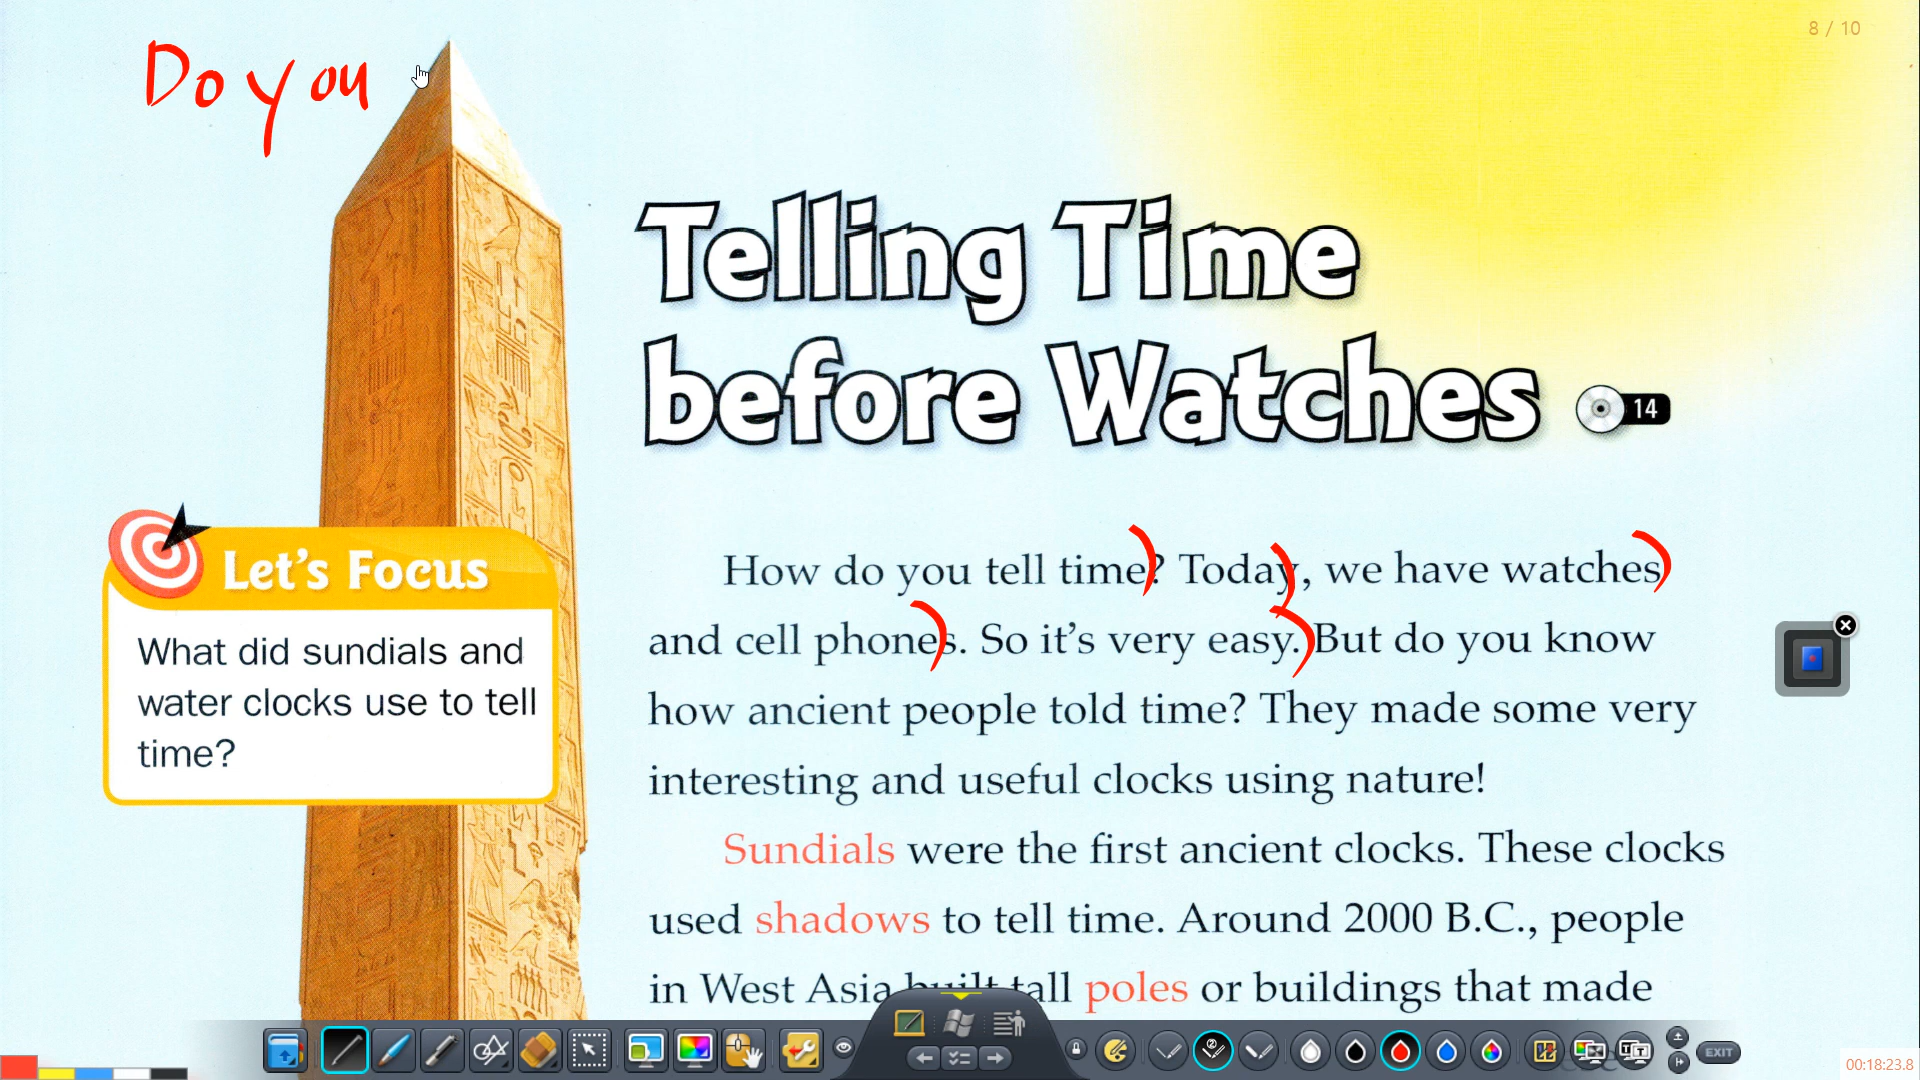 8 / 10
Do you
Telling Time
before Watches
14
Let's Focus
What did sundials and
water clocks use to tell
time?
How do you tell time? Today, we have watches
and cell phones. So it's very easy. But do you know
how ancient people told time? They made some very
interesting and useful clocks using nature!
Sundials were the first ancient clocks. These clocks
used shadows to tell time. Around 2000 B.C., people
in West Asia built tall poles or buildings that made
EXIT
00:18:23.8